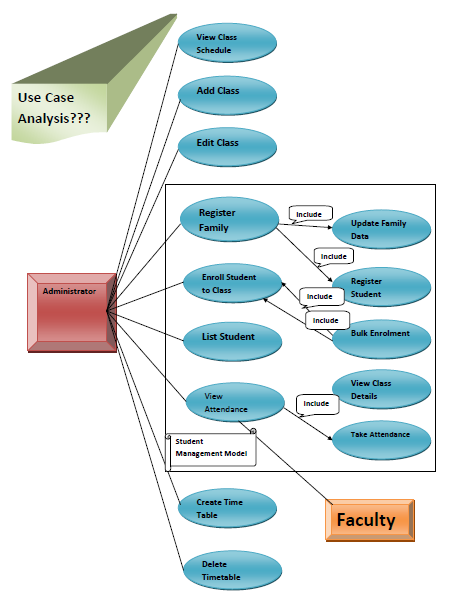 View Class
Schedule
Use Case
Analysis???
Add Class
Edit Class
Register
Family
Include
Update Family
Data
Include
Enroll Student
to Class
Register
Student
Include
Administrator
Include
List Student
Bulk Enrolment
View Class
Details
View
Attendance
Include
Take Attendance
Student
Management Model
Create Time
Table
Faculty
Delete
Timetable